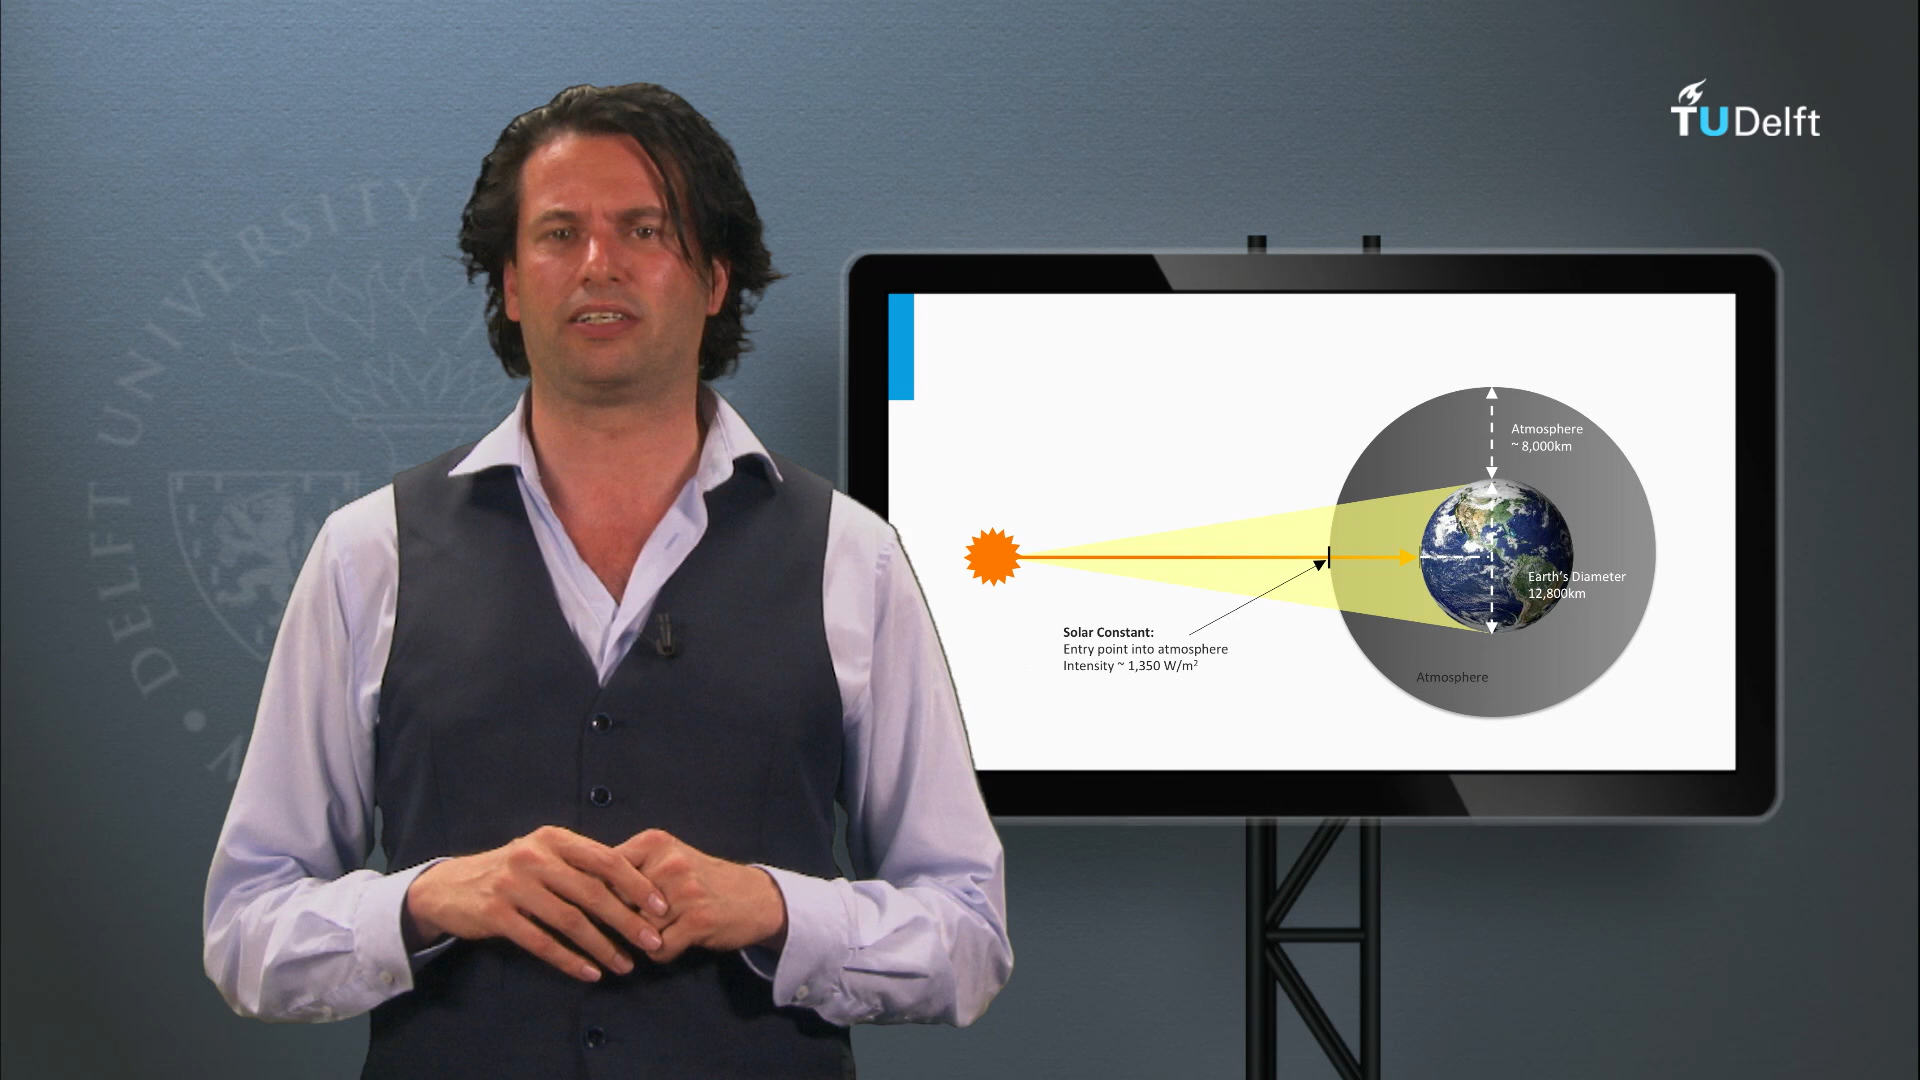 TUDelft
DELFT UNIVERSITY
Atmosphere
~ 8,000km
Earth's Diameter
12,800km
Solar Constant:
Entry point into atmosphere
Intensity ~ 1,350 W/m²
Atmosphere